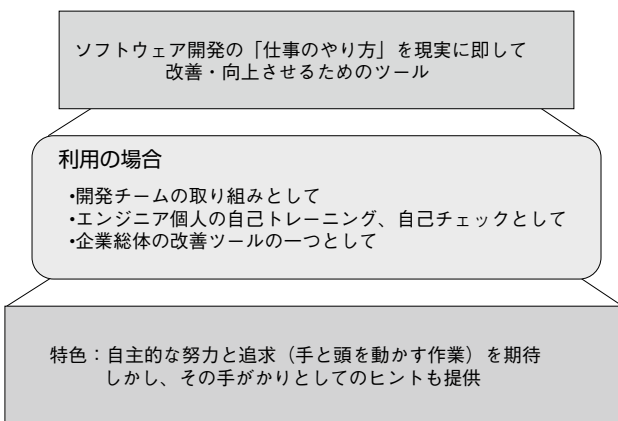 ソフトウェア開発の「仕事のやり方」を現実に即して
改善・向上させるためのツール
利用の場合
・開発チームの取り組みとして
・エンジニア個人の自己トレーニング、自己チェックとして
・企業総体の改善ツールの一つとして
特色：自主的な努力と追求（手と頭を動かす作業）を期待
しかし、その手がかりとしてのヒントも提供